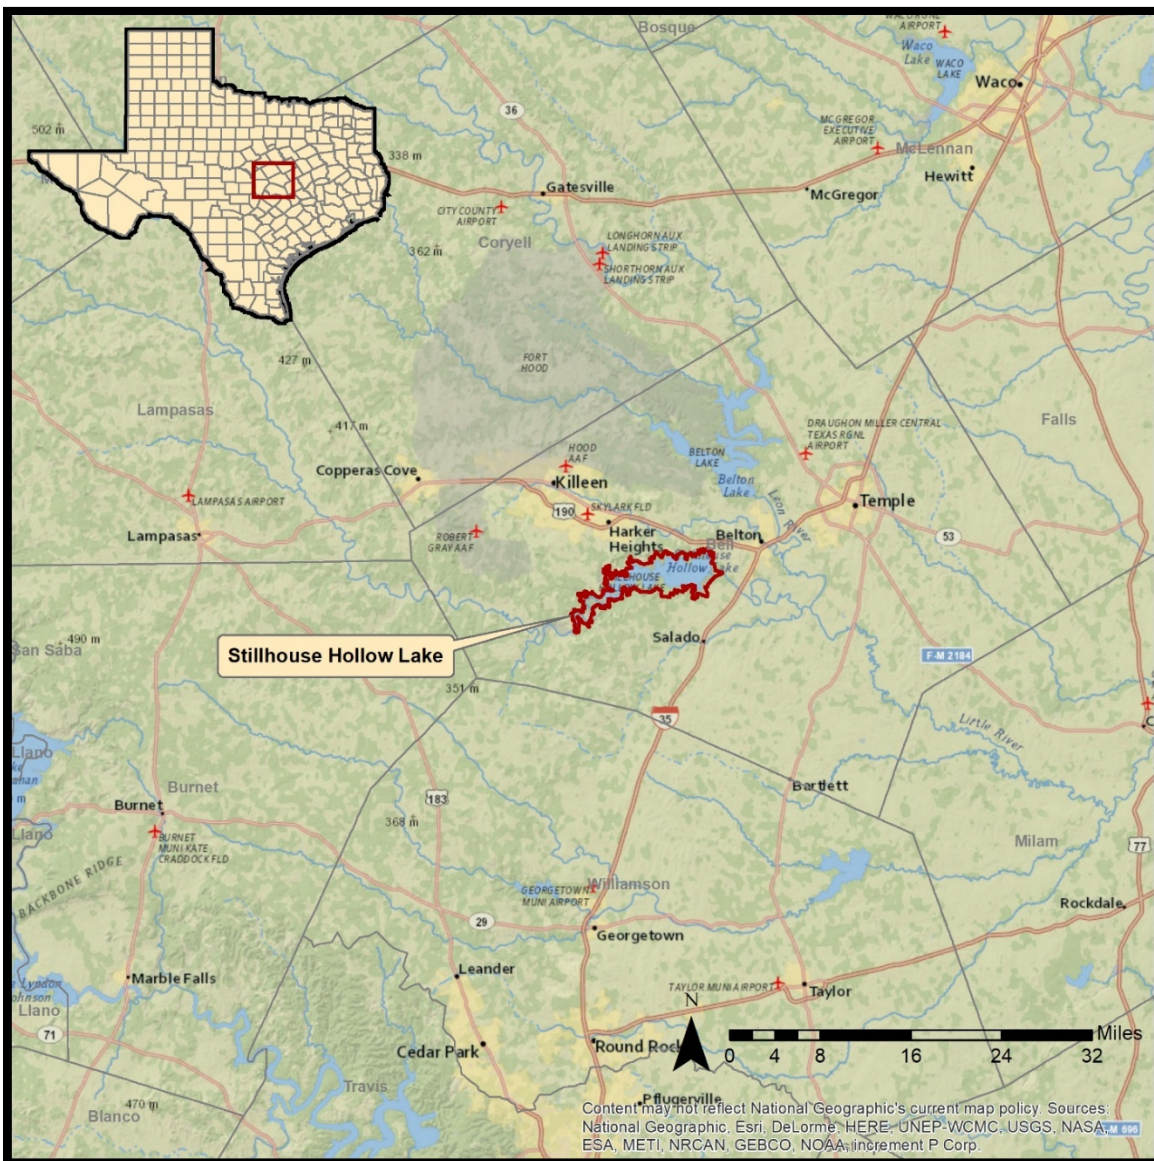 Bosque
AIRPORT
Waco
Lake
WACO
LAKE
Waco
502 m
36
338 m
MCGREGOR
EXECUTIVE
AIRPORT
McLennan
Hewitt
Gatesville
McGregor
CITY COUNTY
AIRPORT
Coryell
362 m
LONGHORN AUX
LANDING STRIP
SHORTHORN AUX
LANDING STRIP
427 m
FORT
HOOD
Lampasas
417 m
Falls
DRAUGHON MILLER CENTRAL
TEXAS RGNL
AIRPORT
HOOD
AAF
BELTON
LAKE
Belton
Lake
Copperas Cove
Killeen
LAMPASAS AIRPORT
190
SKYLARK FLD
Leon River
Temple
Lampasas
ROBERT
GRAY AAF
Harker
Heights
Belton
Bell
53
Hollow Lake
490 m
San Saba
Stillhouse Hollow Lake
Salado
F-M 2184
351 m
35
Little River
Llano
Burnet
Burnet
183
Bartlett
368 m
Llano
BURNET
MUNI KATE
CRADDOCK FLD
Milam
77
BACKBONE RIDGE
Williamson
GEORGETOWN
MUNI AIRPORT
Rockdale
29
Georgetown
Leander
Marble Falls
TAYLOR MUNI AIRPORT
Taylor
Lyndon
Johnson
Llano
71
N
Miles
0 4 8 16 24 32
Cedar Park
Round Rock
Travis
470 m
Blanco
Pflugerville
Content may not reflect National Geographic's current map policy. Sources:
National Geographic, Esri, DeLorme, HERE, UNEP-WCMC, USGS, NASA,
ESA, METI, NRCAN, GEBCO, NOAA, increment P Corp.
M 696